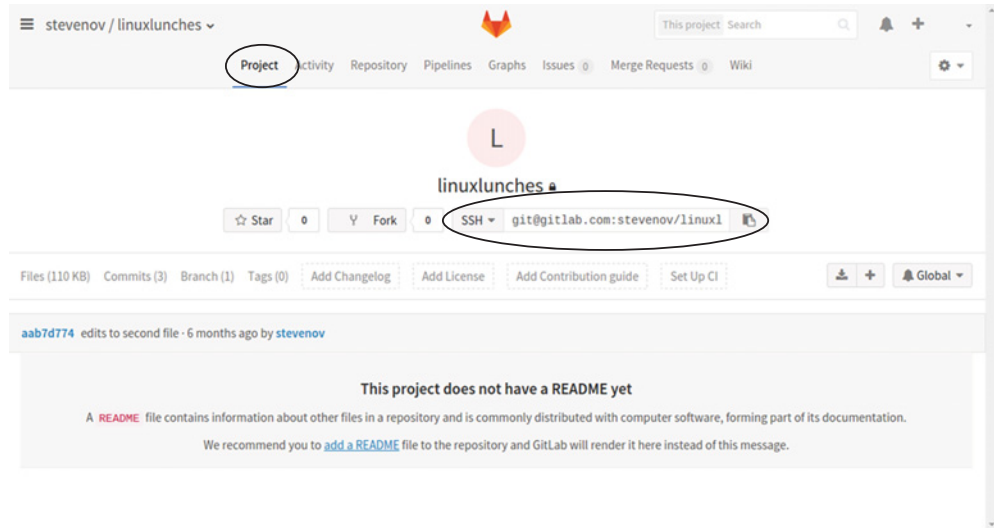 stevenov / linuxlunches
This project Search
Project Activity Repository Pipelines Graphs Issues 0 Merge Requests 0 Wiki
L
linuxlunches
Star 0 Fork 0 SSH git@gitlab.com:stevenov/linuxl
Files (110 KB) Commits (3) Branch (1) Tags (0) Add Changelog Add License Add Contribution guide Set Up CI Global
aab7d774 edits to second file · 6 months ago by stevenov
This project does not have a README yet
A README file contains information about other files in a repository and is commonly distributed with computer software, forming part of its documentation.
We recommend you to add a README file to the repository and GitLab will render it here instead of this message.